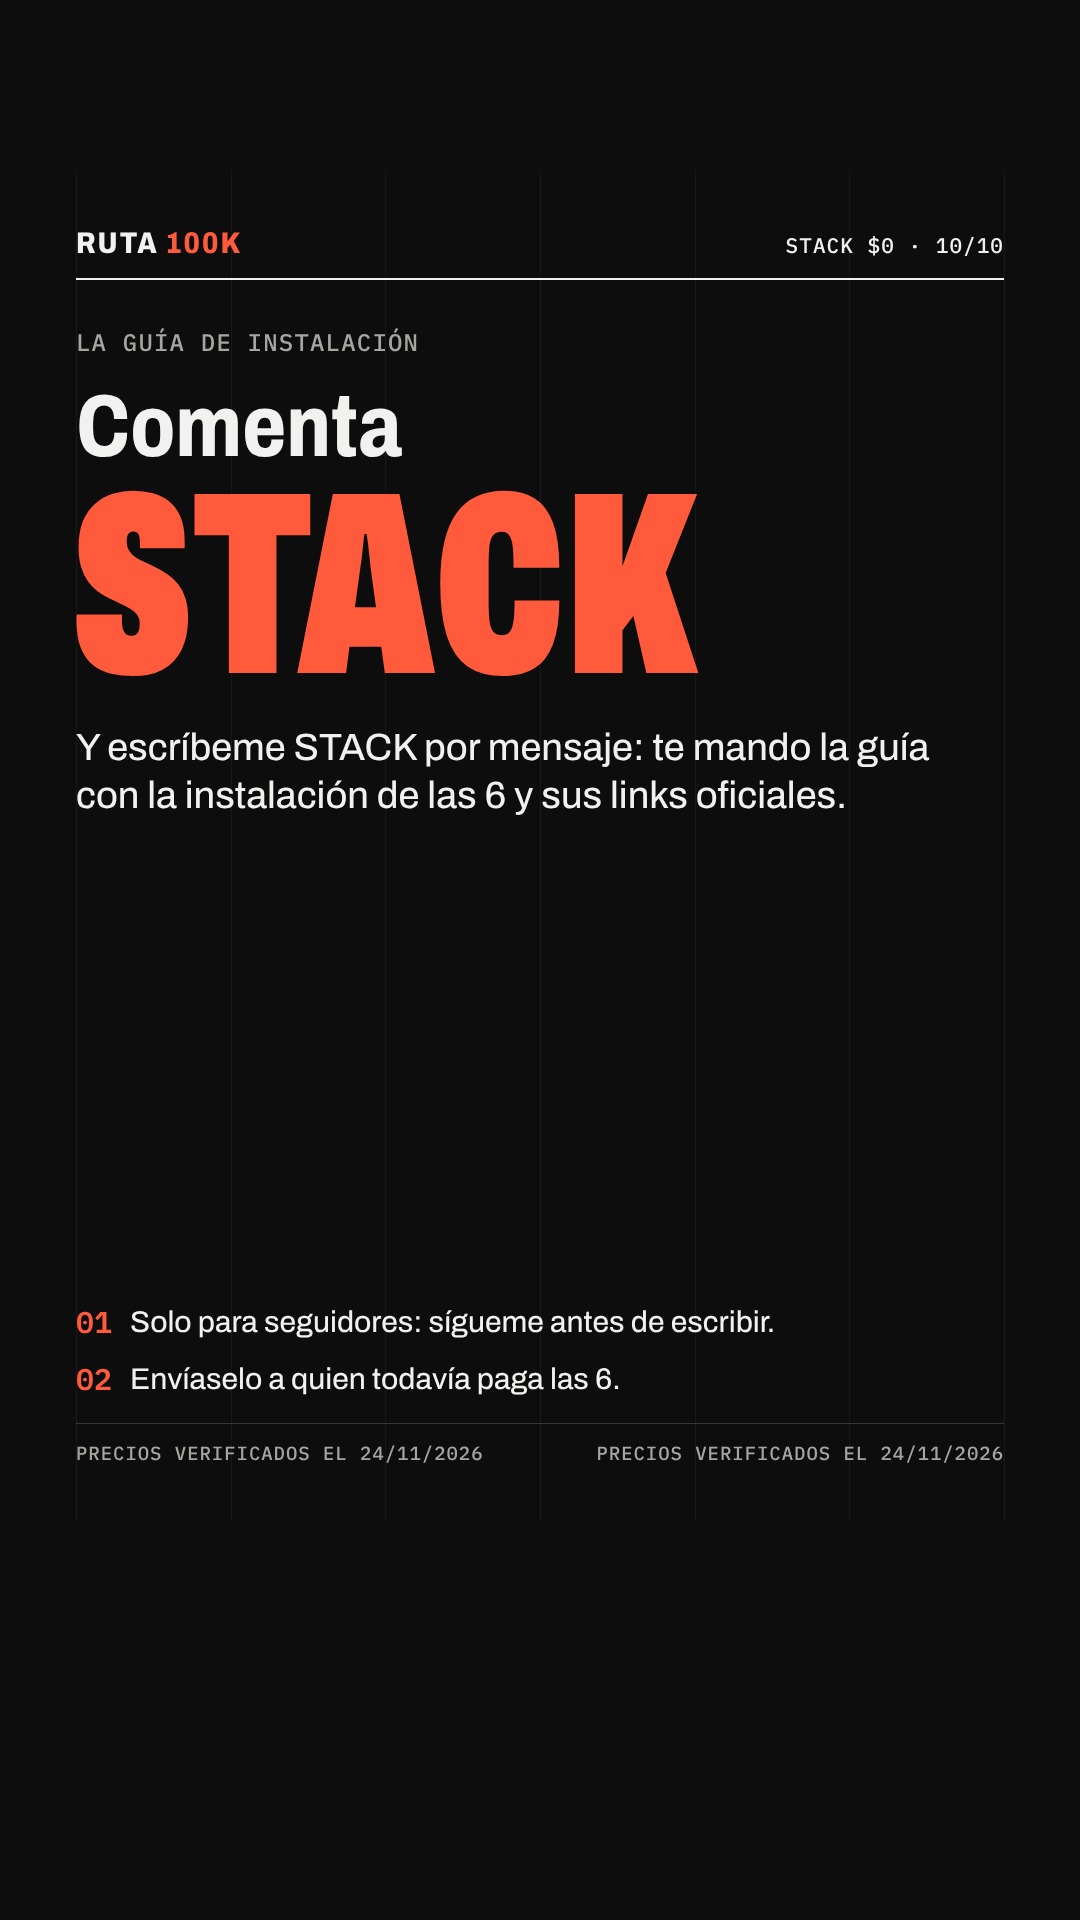 RUTA 100K
STACK $0 · 10/10
LA GUÍA DE INSTALACIÓN
Comenta
STACK
Y escríbeme STACK por mensaje: te mando la guía
con la instalación de las 6 y sus links oficiales.
01 Solo para seguidores: sígueme antes de escribir.
02 Envíaselo a quien todavía paga las 6.
PRECIOS VERIFICADOS EL 24/11/2026
PRECIOS VERIFICADOS EL 24/11/2026